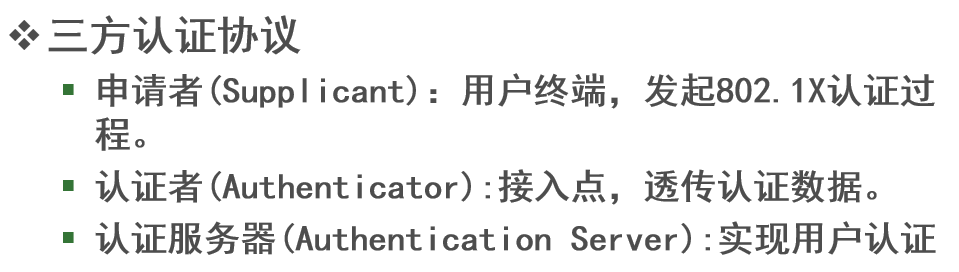 ❖三方认证协议
▪ 申请者(Supplicant)：用户终端，发起802.1X认证过
程。
▪ 认证者(Authenticator):接入点，透传认证数据。
▪ 认证服务器(Authentication Server):实现用户认证